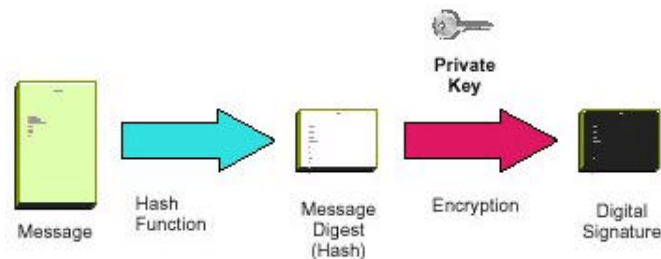 Private
Key
Message
Hash
Function
Message
Digest
(Hash)
Encryption
Digital
Signature